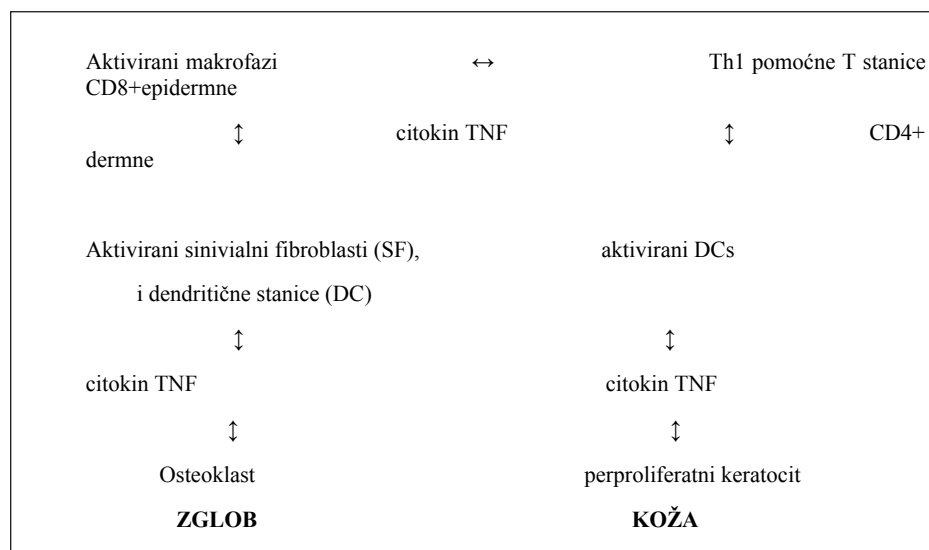 Aktivirani makrofazi ↔ Th1 pomoćne T stanice
CD8+epidermne
↕ citokin TNF ↕ CD4+
dermne
Aktivirani sinivialni fibroblasti (SF), aktivirani DCs
i dendritične stanice (DC)
↕ ↕
citokin TNF citokin TNF
↕ ↕
Osteoklast perproliferatni keratocit
ZGLOB KOŽA